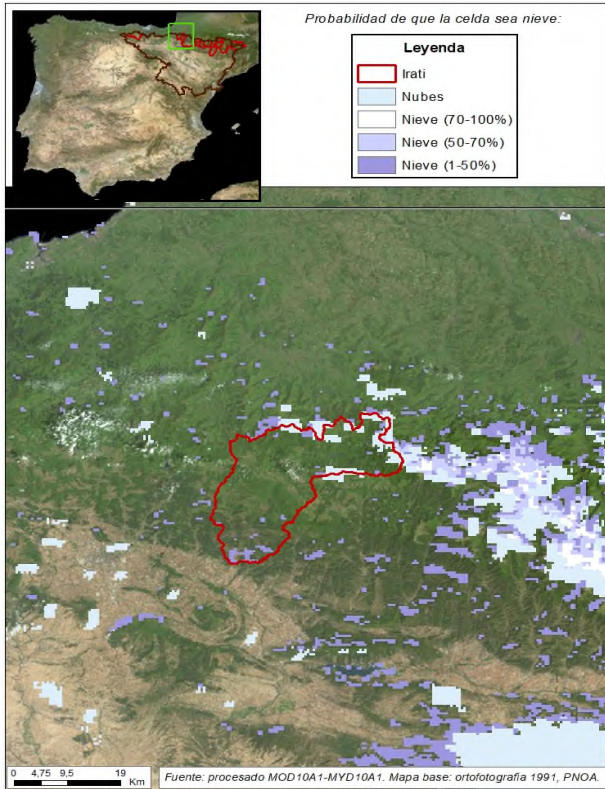 Probabilidad de que la celda sea nieve:
Leyenda
Irati
Nubes
Nieve (70-100%)
Nieve (50-70%)
Nieve (1-50%)
0 4,75 9,5 19
Km
Fuente: procesado MOD10A1-MYD10A1. Mapa base: ortofotografía 1991, PNOA.